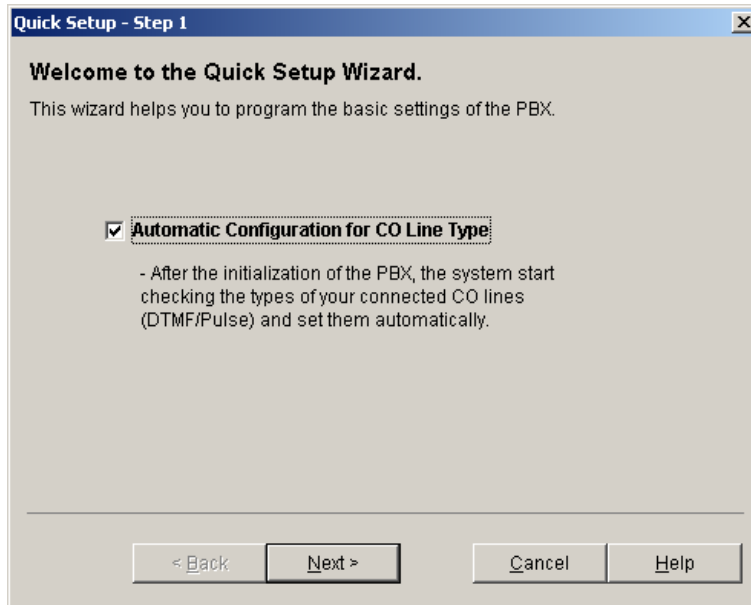 Quick Setup - Step 1
Welcome to the Quick Setup Wizard.
This wizard helps you to program the basic settings of the PBX.
Automatic Configuration for CO Line Type
- After the initialization of the PBX, the system start
checking the types of your connected CO lines
(DTMF/Pulse) and set them automatically.
< Back Next > Cancel Help